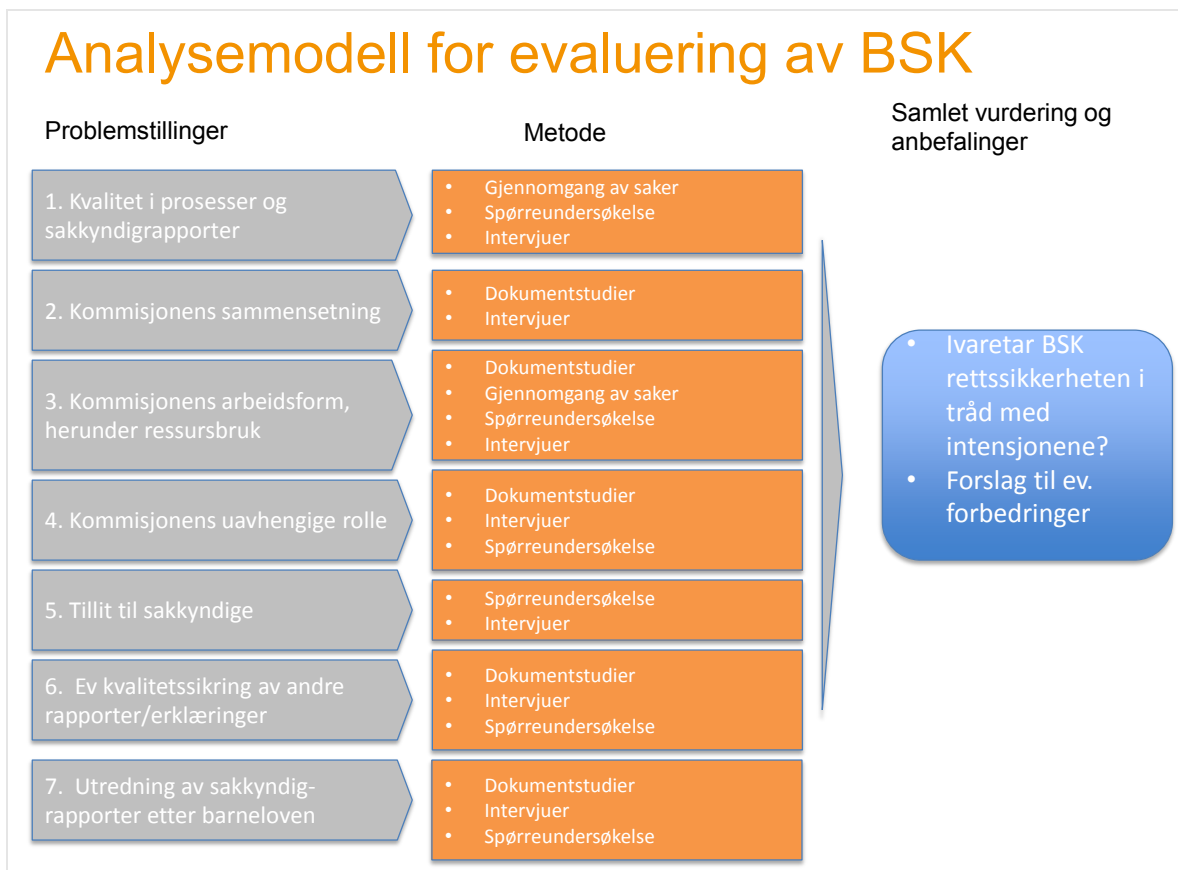 Analysemodell for evaluering av BSK
Problemstillinger
Metode
Samlet vurdering og
anbefalinger
1. Kvalitet i prosesser og
sakkyndigrapporter
• Gjennomgang av saker
• Spørreundersøkelse
• Intervjuer
2. Kommisjonens sammensetning
• Dokumentstudier
• Intervjuer
3. Kommisjonens arbeidsform,
herunder ressursbruk
• Dokumentstudier
• Gjennomgang av saker
• Spørreundersøkelse
• Intervjuer
4. Kommisjonens uavhengige rolle
• Dokumentstudier
• Intervjuer
• Spørreundersøkelse
5. Tillit til sakkyndige
• Spørreundersøkelse
• Intervjuer
6. Ev kvalitetssikring av andre
rapporter/erklæringer
• Dokumentstudier
• Intervjuer
• Spørreundersøkelse
7. Utredning av sakkyndig-
rapporter etter barneloven
• Dokumentstudier
• Intervjuer
• Spørreundersøkelse
• Ivaretar BSK
rettssikkerheten i
tråd med
intensjonene?
• Forslag til ev.
forbedringer